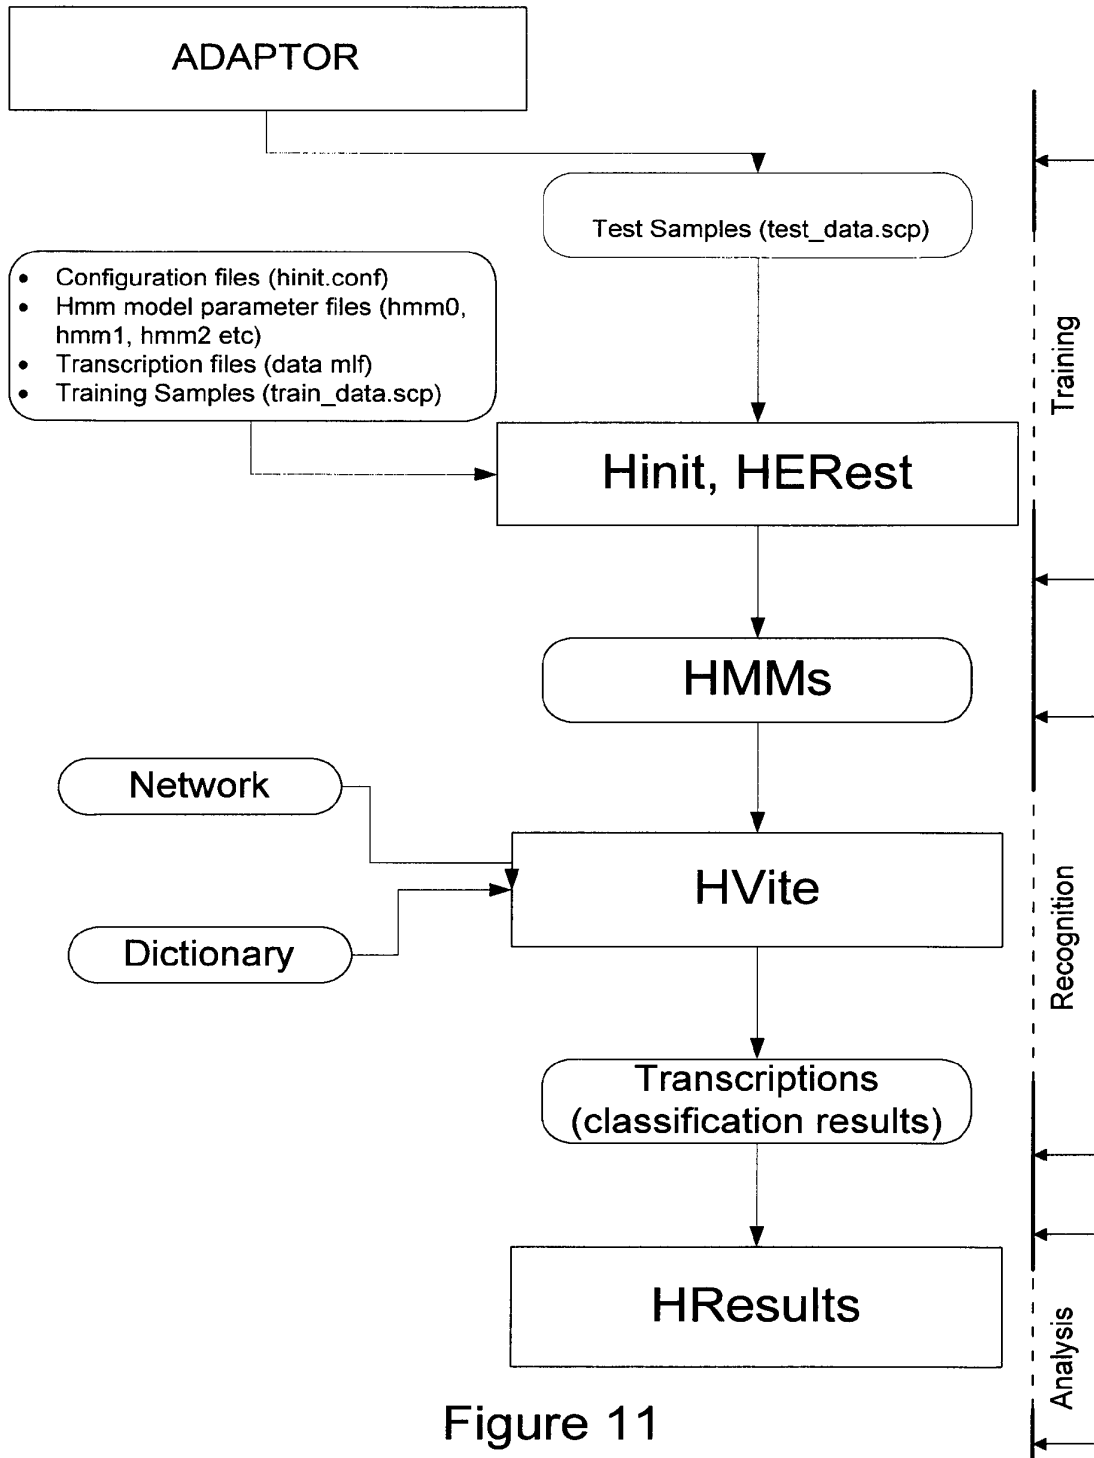 ADAPTOR
Test Samples (test_data.scp)
• Configuration files (hinit.conf)
• Hmm model parameter files (hmm0,
hmm1, hmm2 etc)
• Transcription files (data mlf)
• Training Samples (train_data.scp)
Training
Hinit, HERest
HMMs
Network
HVite
Dictionary
Recognition
Transcriptions
(classification results)
HResults
Analysis
Figure 11